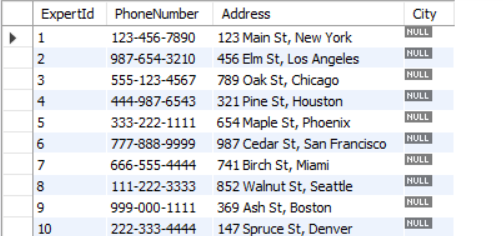 ExpertId PhoneNumber Address City
1 123-456-7890 123 Main St, New York NULL
2 987-654-3210 456 Elm St, Los Angeles NULL
3 555-123-4567 789 Oak St, Chicago NULL
4 444-987-6543 321 Pine St, Houston NULL
5 333-222-1111 654 Maple St, Phoenix NULL
6 777-888-9999 987 Cedar St, San Francisco NULL
7 666-555-4444 741 Birch St, Miami NULL
8 111-222-3333 852 Walnut St, Seattle NULL
9 999-000-1111 369 Ash St, Boston NULL
10 222-333-4444 147 Spruce St, Denver NULL